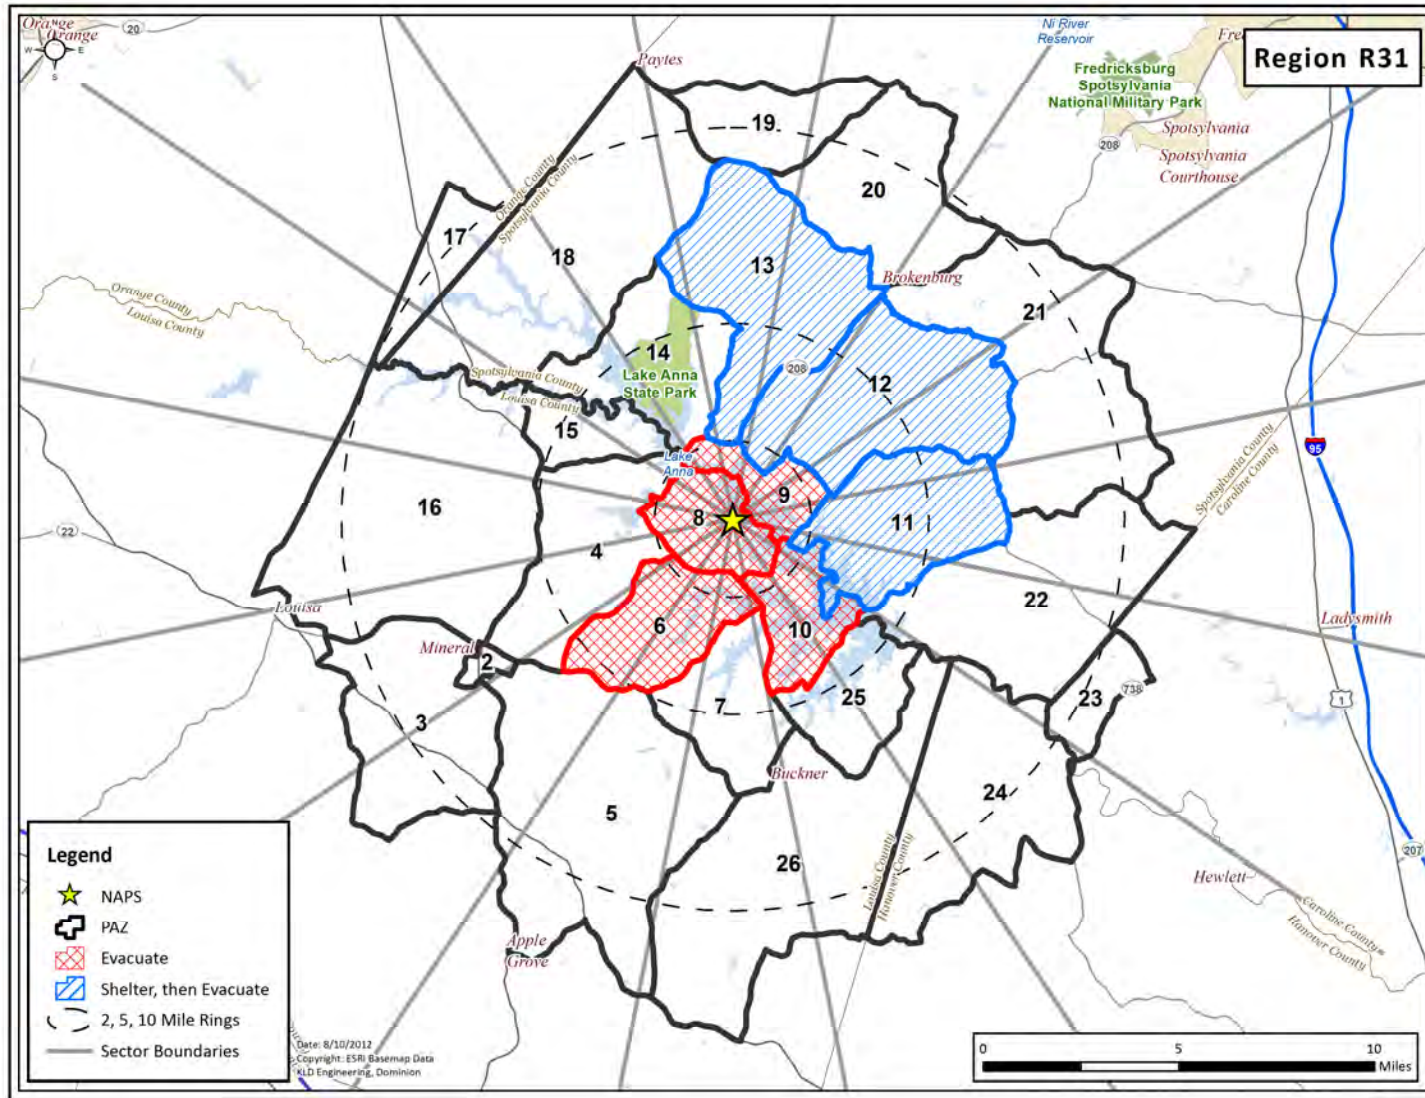 Region R31
Orange
Orange
20
N
W
E
S
Paytes
Ni River
Reservoir
Fre
Fredricksburg
Spotsylvania
National Military Park
Spotsylvania
208
Spotsylvania
Courthouse
19
20
17
Orange County
Spotsylvania County
18
13
Brokenburg
21
Orange County
Louisa County
14
Lake Anna
State Park
208
12
Spotsylvania County
Louisa County
15
Lake
Anna
9
95
Spotsylvania County
Caroline County
16
8
11
22
4
Louisa
6
10
22
Ladysmith
Mineral
2
1
3
7
25
23
738
Buckner
5
24
26
Louisa County
Hanover County
207
Hewlett
Caroline County
Hanover County
Apple
Grove
Legend
NAPS
PAZ
Evacuate
Shelter, then Evacuate
2, 5, 10 Mile Rings
Sector Boundaries
Date: 8/10/2012
Copyright: ESRI Basemap Data
KLD Engineering, Dominion
0
5
10
Miles